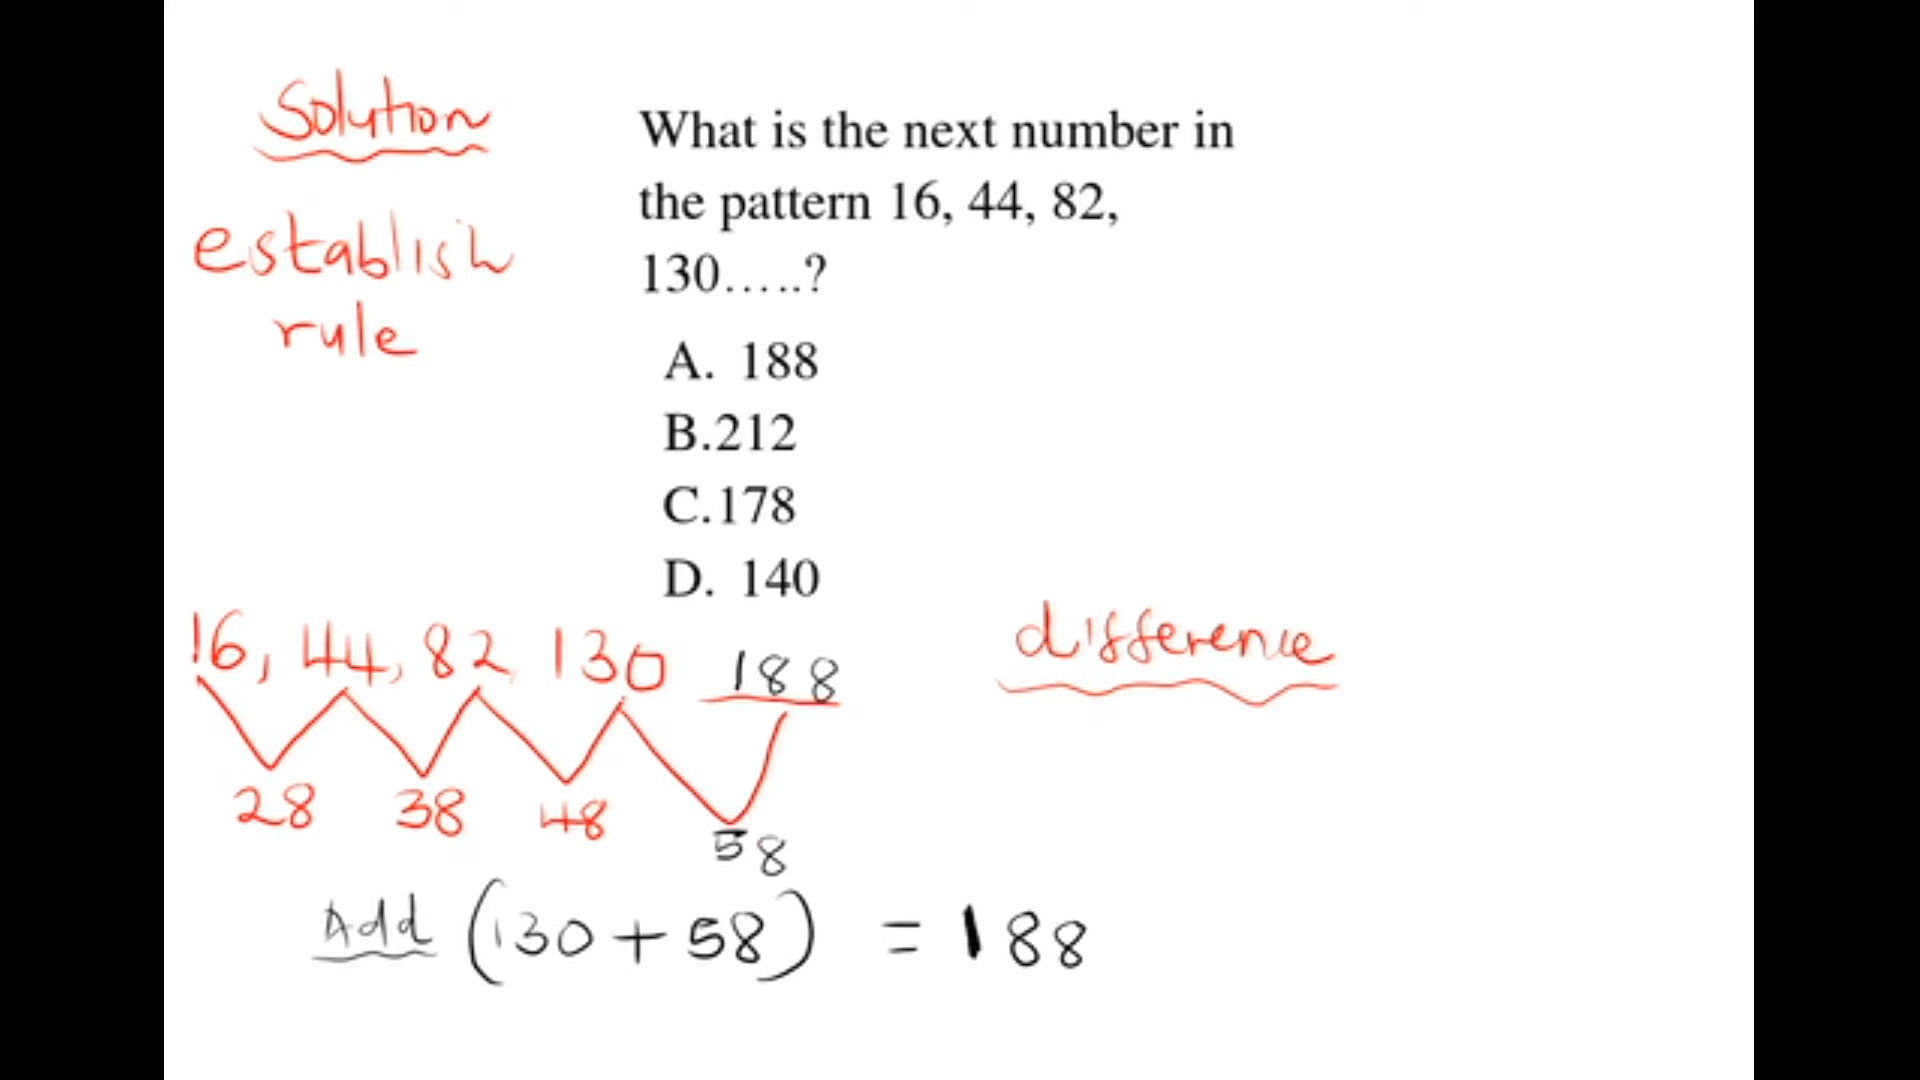 Solution
establish
rule
What is the next number in
the pattern 16, 44, 82,
130.....?
A. 188
B.212
C.178
D. 140
16, 44, 82, 130 188
difference
28 38 48 58
Add (130+58) = 188